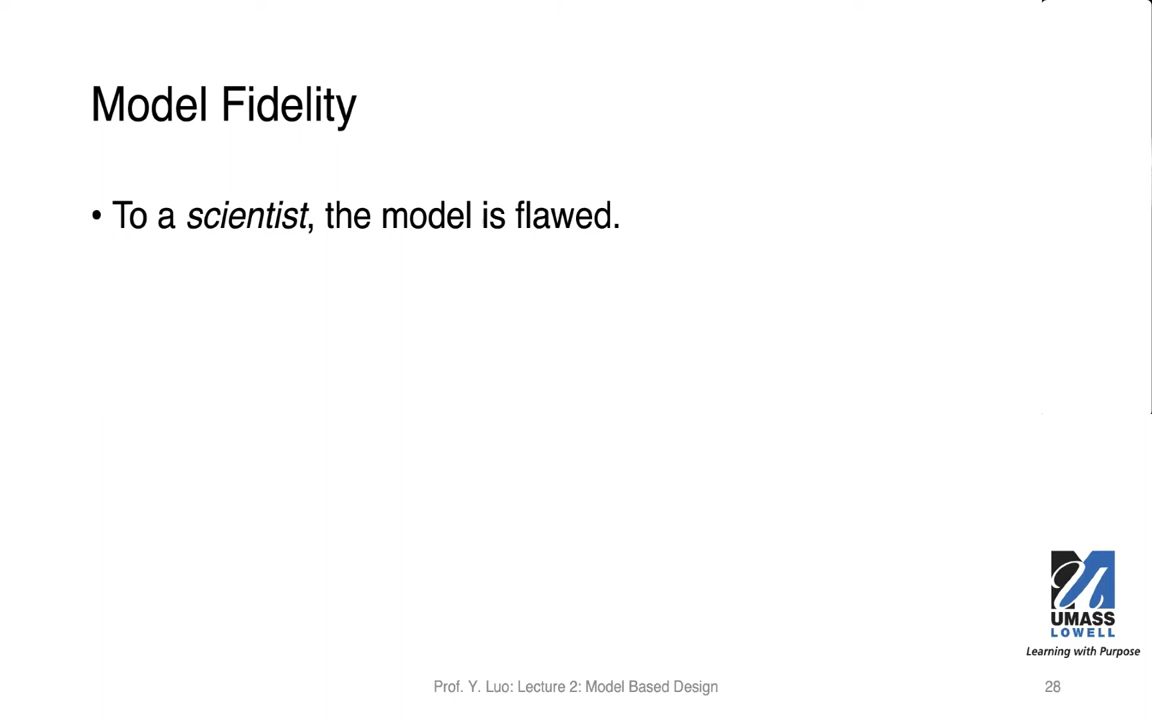 Model Fidelity
• To a scientist, the model is flawed.
UMASS
LOWELL
Learning with Purpose
Prof. Y. Luo: Lecture 2: Model Based Design
28